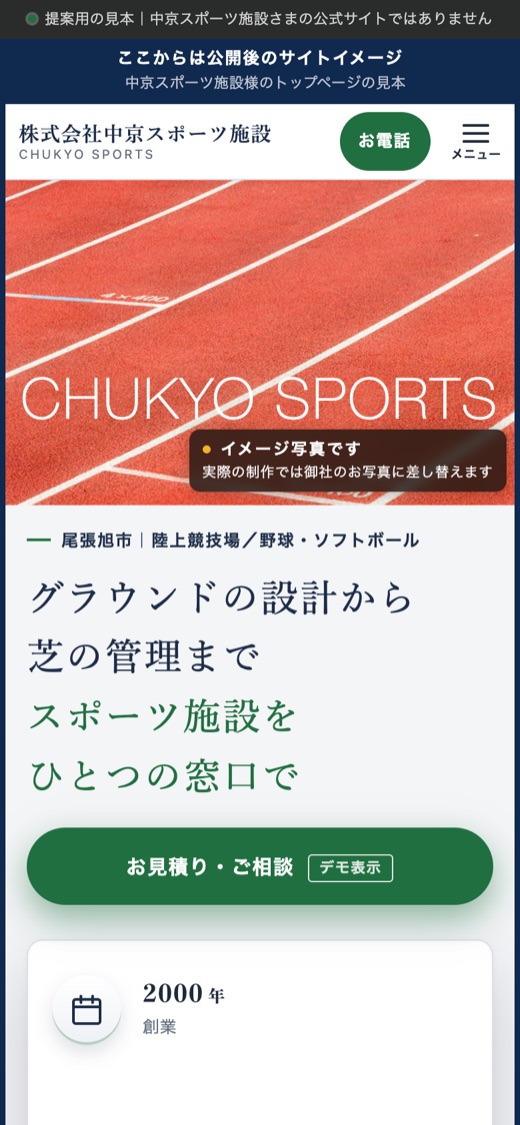 提案用の見本｜中京スポーツ施設さまの公式サイトではありません
ここからは公開後のサイトイメージ
中京スポーツ施設様のトップページの見本
株式会社中京スポーツ施設
CHUKYO SPORTS
お電話
メニュー
4×400
CHUKYO SPORTS
イメージ写真です
実際の制作では御社のお写真に差し替えます
尾張旭市｜陸上競技場／野球・ソフトボール
グラウンドの設計から
芝の管理まで
スポーツ施設を
ひとつの窓口で
お見積り・ご相談 デモ表示
2000年
創業